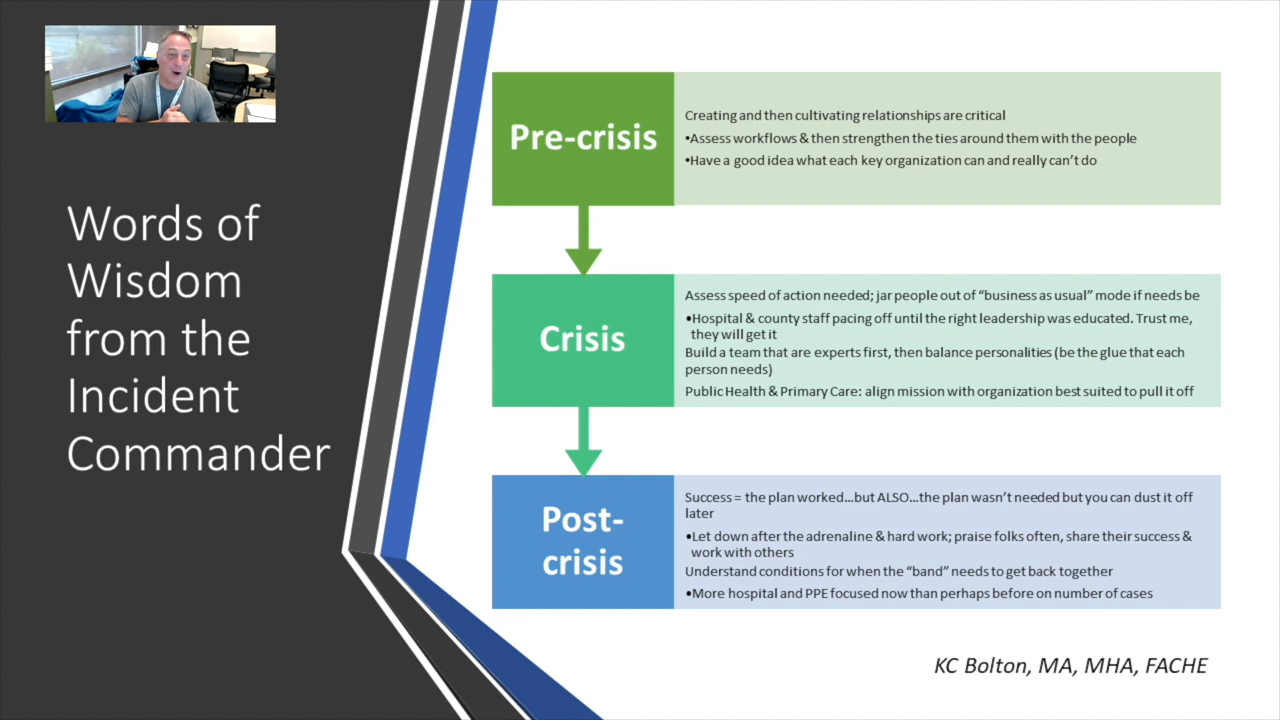 Words of
Wisdom
from the
Incident
Commander
Pre-crisis
Creating and then cultivating relationships are critical
•Assess workflows & then strengthen the ties around them with the people
•Have a good idea what each key organization can and really can’t do
Crisis
Assess speed of action needed; jar people out of “business as usual” mode if needs be
•Hospital & county staff pacing off until the right leadership was educated. Trust me,
they will get it
Build a team that are experts first, then balance personalities (be the glue that each
person needs)
Public Health & Primary Care: align mission with organization best suited to pull it off
Post-
crisis
Success = the plan worked…but ALSO…the plan wasn’t needed but you can dust it off
later
•Let down after the adrenaline & hard work; praise folks often, share their success &
work with others
Understand conditions for when the “band” needs to get back together
•More hospital and PPE focused now than perhaps before on number of cases
KC Bolton, MA, MHA, FACHE